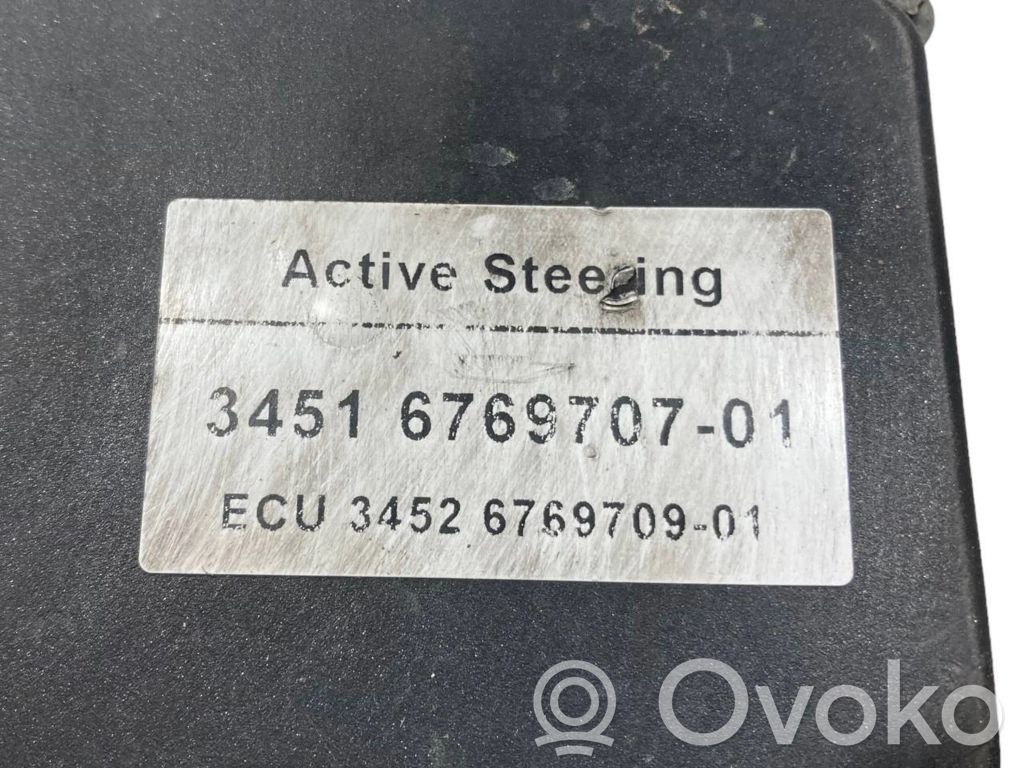 Active Steering
3451 6769707-01
ECU 3452 6769709-01
Ovoko